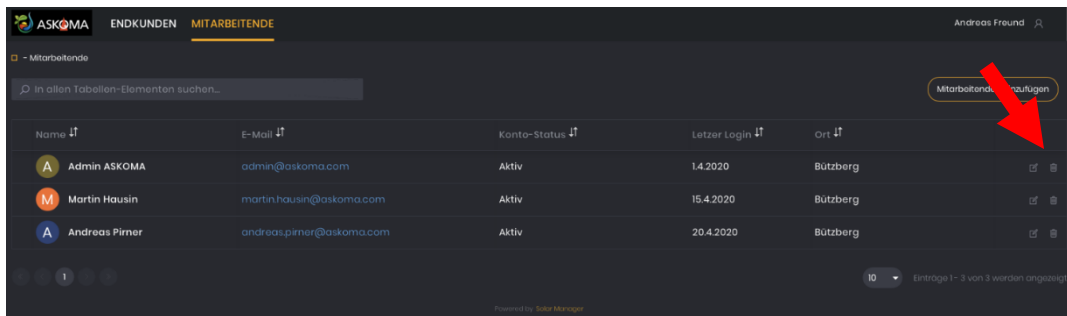 ASKOMA ENDKUNDEN MITARBEITENDE Andreas Freund
- Mitarbeitende
In allen Tabellen-Elementen suchen...
Name E-Mail Konto-Status Letzer Login Ort
A Admin ASKOMA admin@askoma.com Aktiv 1.4.2020 Bützberg
M Martin Hausin martin.hausin@askoma.com Aktiv 15.4.2020 Bützberg
A Andreas Pirner andreas.pirner@askoma.com Aktiv 20.4.2020 Bützberg
1 10 Einträge 1 - 3 von 3 werden angezeigt
Powered by Solar Manager